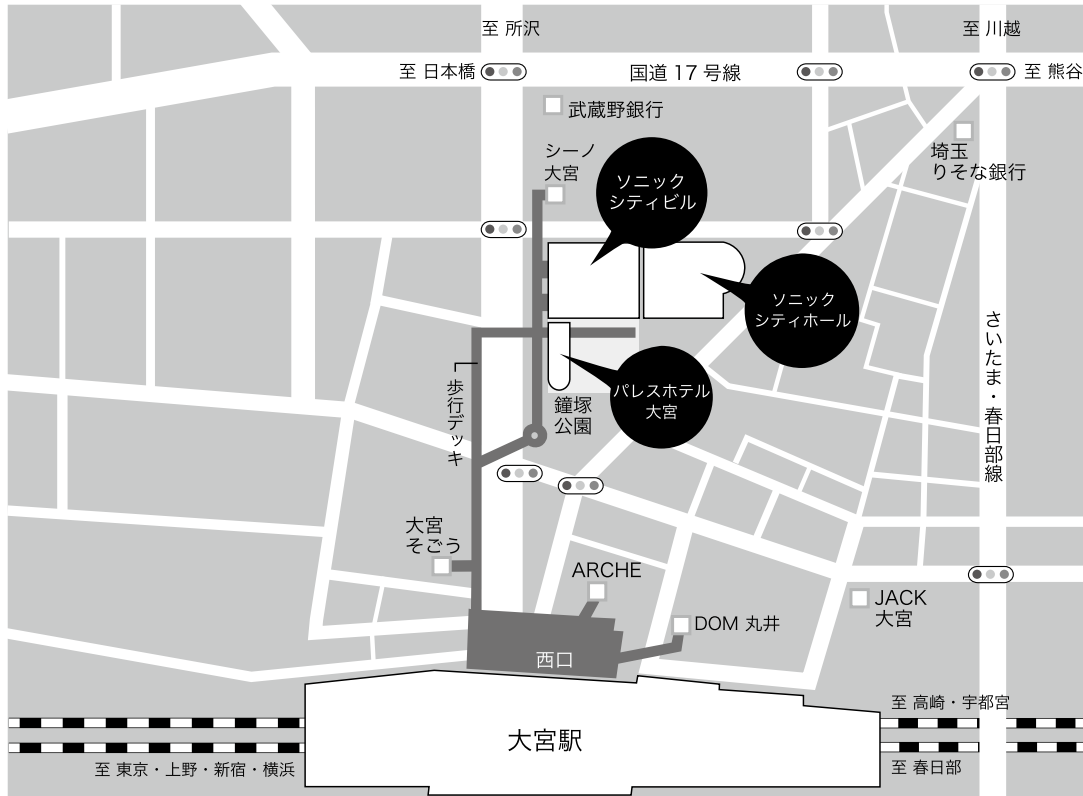 至 所沢
至 川越
至 日本橋
国道 17 号線
至 熊谷
武蔵野銀行
シーノ
大宮
ソニック
シティビル
埼玉
りそな銀行
ソニック
シティホール
さいたま・春日部線
歩行デッキ
パレスホテル
大宮
鐘塚
公園
大宮
そごう
ARCHE
JACK
大宮
DOM 丸井
西口
至 高崎・宇都宮
大宮駅
至 東京・上野・新宿・横浜
至 春日部